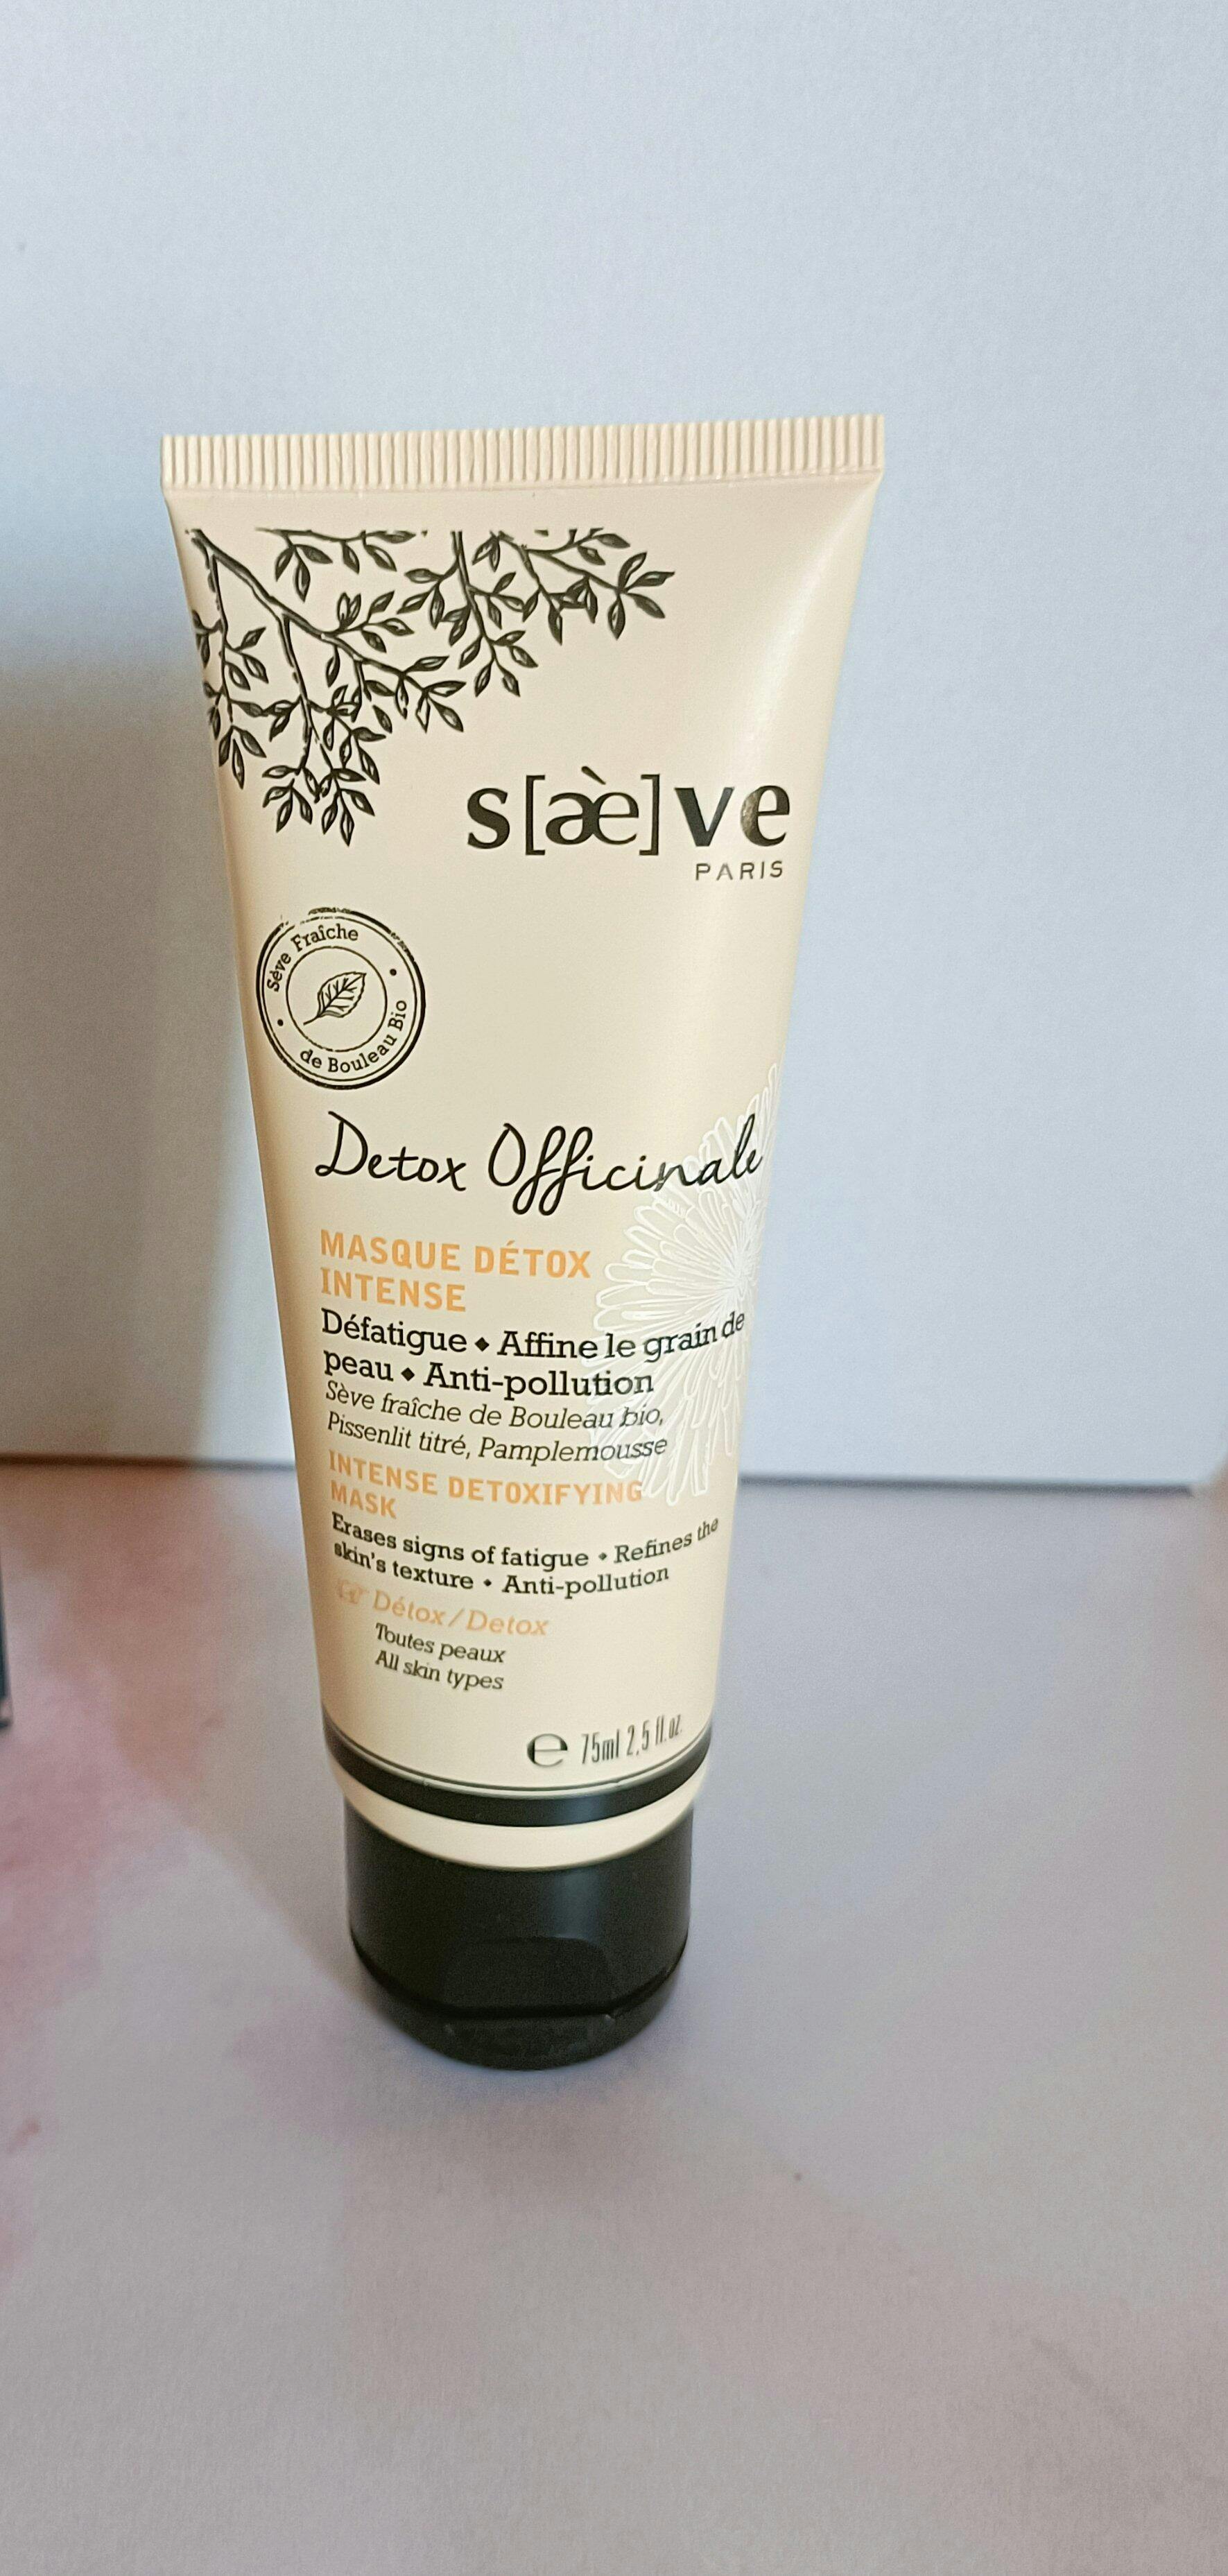 s[æ̀]ve
PARIS
Sève Fraîche
de Bouleau Bio
Detox Officinale
MASQUE DÉTOX
INTENSE
Défatigue ◆ Affine le grain de
peau ◆ Anti-pollution
Sève fraîche de Bouleau bio,
Pissenlit titré, Pamplemousse
INTENSE DETOXIFYING
MASK
Erases signs of fatigue ◆ Refines the
skin's texture ◆ Anti-pollution
☞ Détox / Detox
Toutes peaux
All skin types
℮ 75ml 2,5 fl.oz.